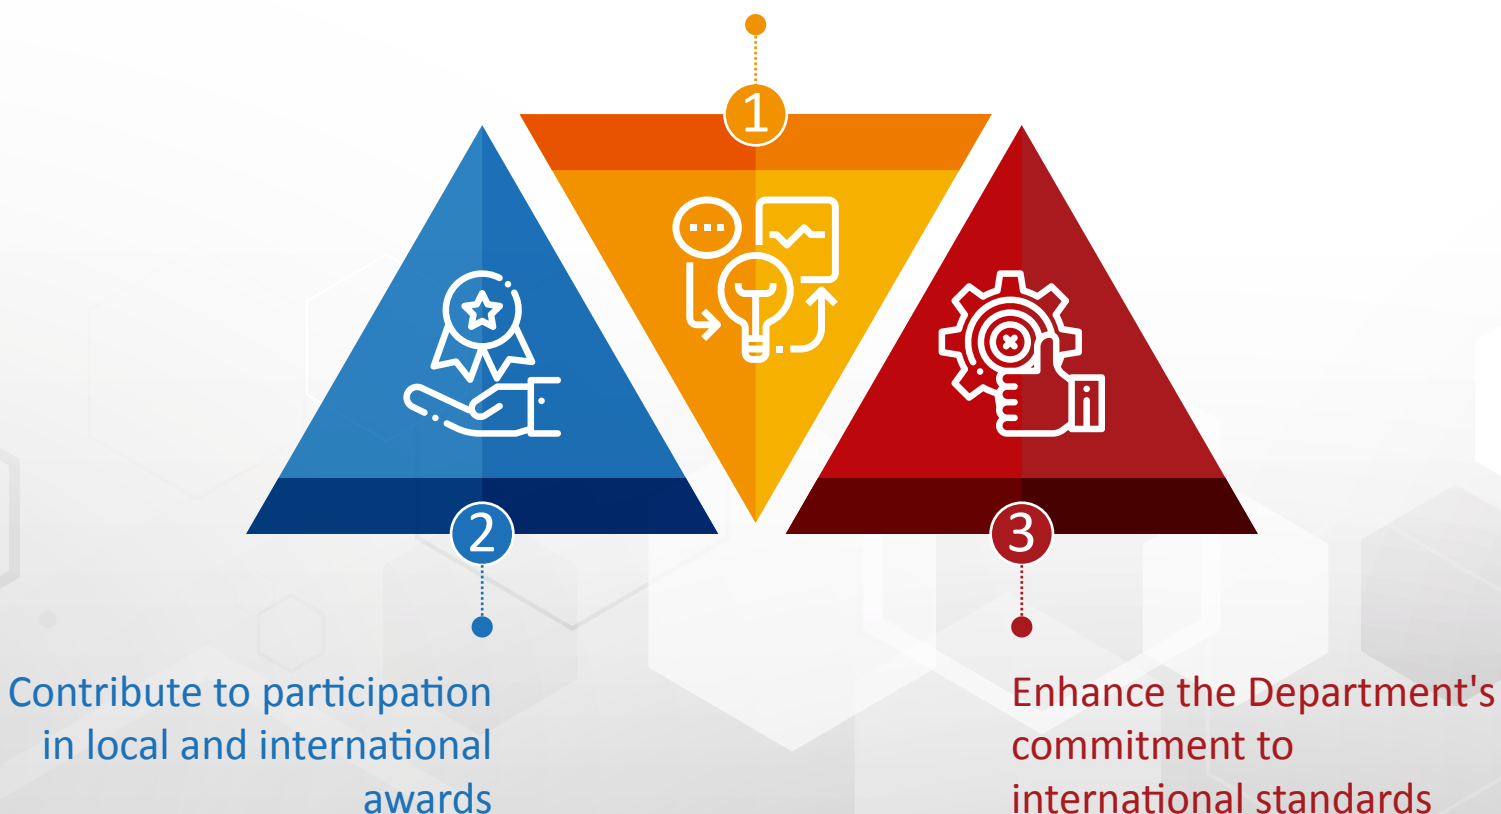 1
2
3
Contribute to participation
in local and international
awards
Enhance the Department's
commitment to
international standards